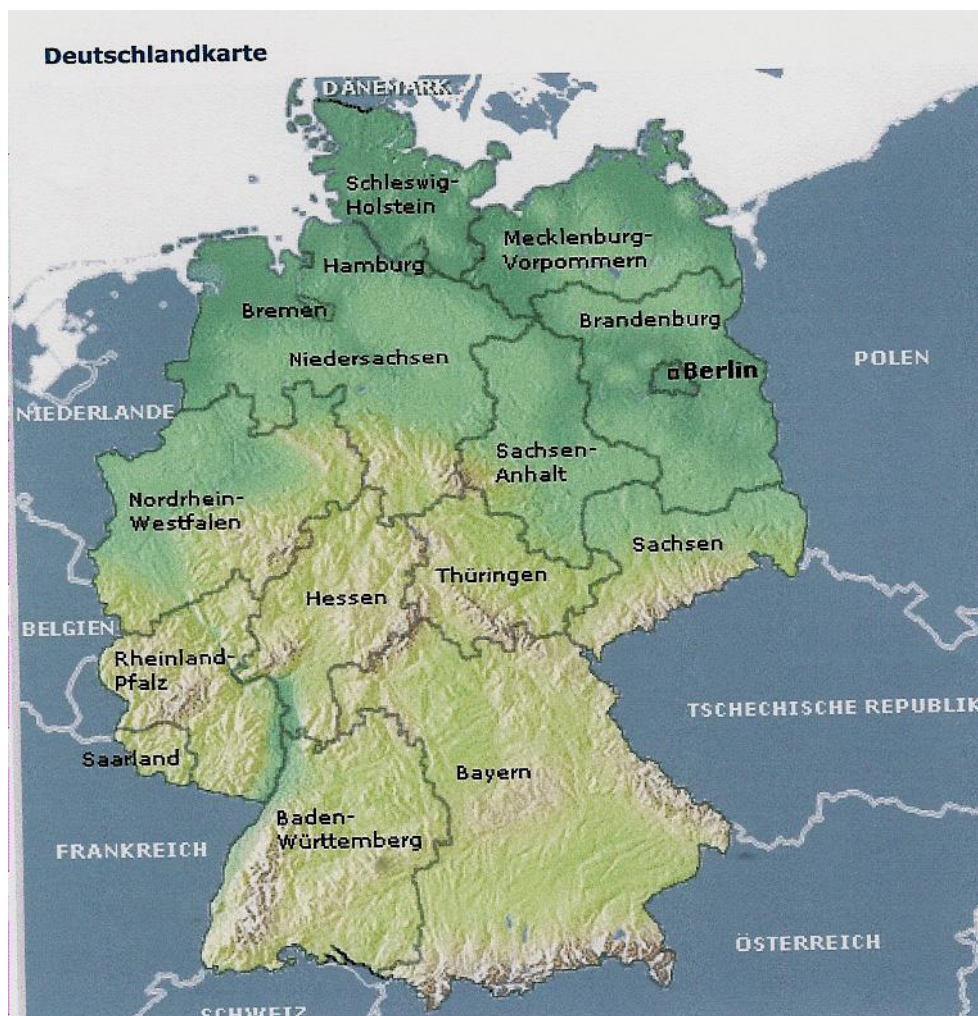 Deutschlandkarte
DÄNEMARK
Schleswig-
Holstein
Mecklenburg-
Vorpommern
Hamburg
Bremen
Brandenburg
Niedersachsen
Berlin
POLEN
NIEDERLANDE
Sachsen-
Anhalt
Nordrhein-
Westfalen
Sachsen
Thüringen
Hessen
BELGIEN
Rheinland-
Pfalz
TSCHECHISCHE REPUBLIK
Saarland
Bayern
Baden-
Württemberg
FRANKREICH
ÖSTERREICH
SCHWEIZ